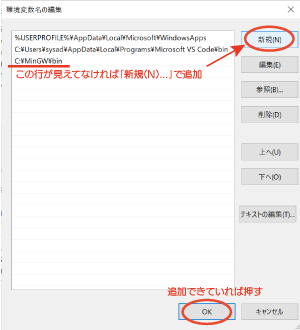 環境変数名の編集
%USERPROFILE%¥AppData¥Local¥Microsoft¥WindowsApps
C:¥Users¥sysad¥AppData¥Local¥Programs¥Microsoft VS Code¥bin
C:¥MinGW¥bin
この行が見えてなければ「新規(N)...」で追加
新規(N)
編集(E)
参照(B)...
削除(D)
上へ(U)
下へ(O)
テキストの編集(T)...
追加できていれば押す
OK
キャンセル